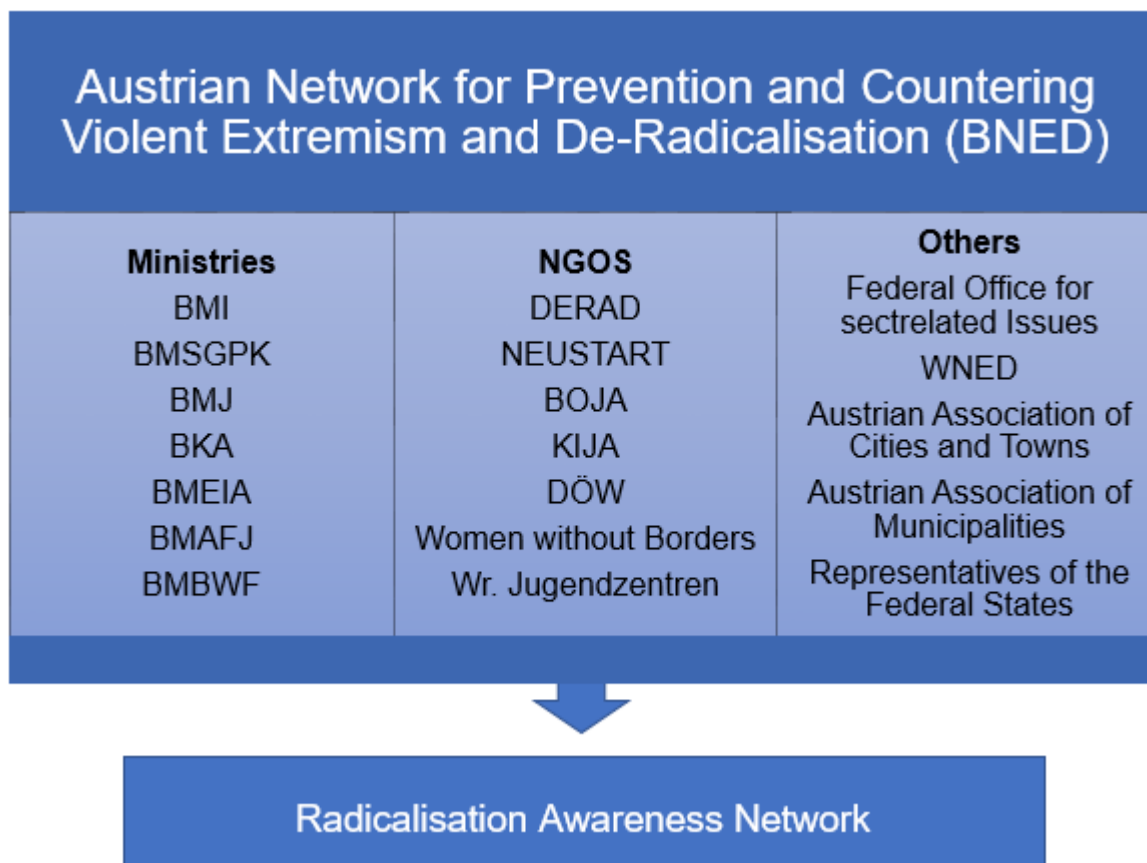 Austrian Network for Prevention and Countering
Violent Extremism and De-Radicalisation (BNED)
Ministries
BMI
BMSGPK
BMJ
BKA
BMEIA
BMAFJ
BMBWF
NGOS
DERAD
NEUSTART
BOJA
KIJA
DÖW
Women without Borders
Wr. Jugendzentren
Others
Federal Office for
sectrelated Issues
WNED
Austrian Association of
Cities and Towns
Austrian Association of
Municipalities
Representatives of the
Federal States
Radicalisation Awareness Network